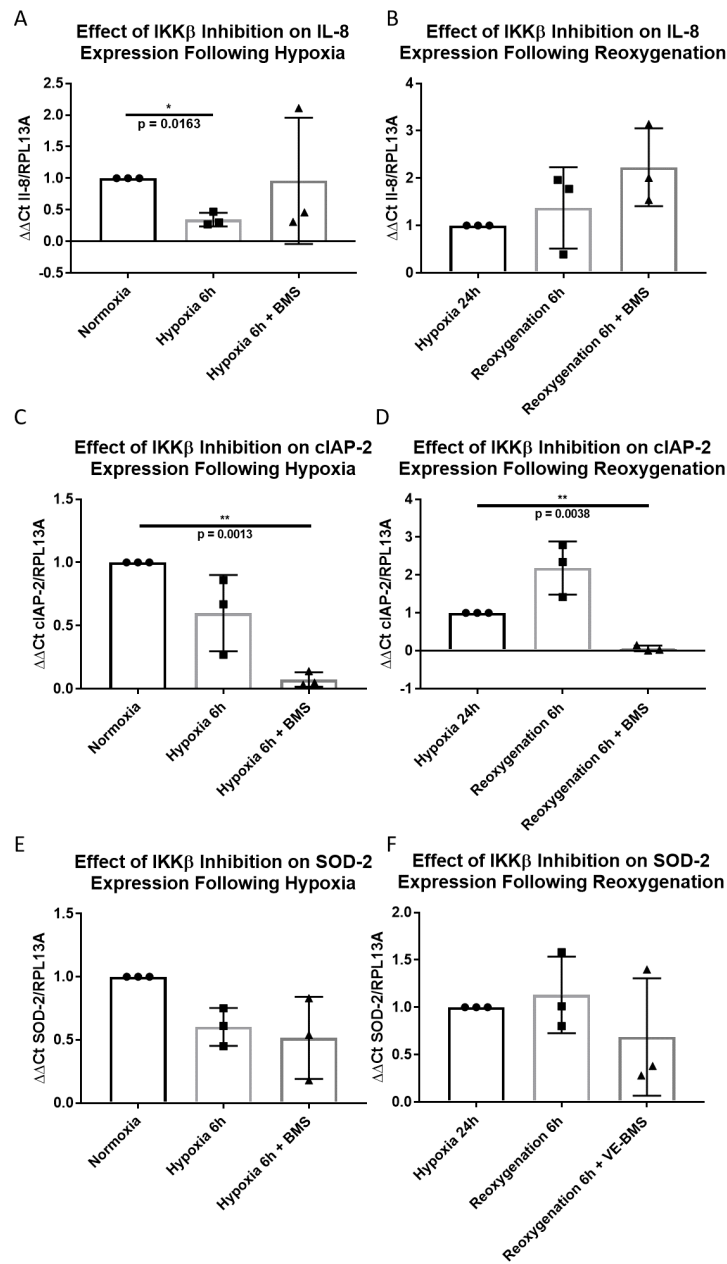 A
Effect of IKKβ Inhibition on IL-8
Expression Following Hypoxia
ΔΔCt Il-8/RPL13A
2.5
2.0
1.5
1.0
0.5
0.0
-0.5
*
p = 0.0163
Normoxia
Hypoxia 6h
Hypoxia 6h + BMS
B
Effect of IKKβ Inhibition on IL-8
Expression Following Reoxygenation
ΔΔCt Il-8/RPL13A
4
3
2
1
0
Hypoxia 24h
Reoxygenation 6h
Reoxygenation 6h + BMS
C
Effect of IKKβ Inhibition on cIAP-2
Expression Following Hypoxia
ΔΔCt cIAP-2/RPL13A
1.5
1.0
0.5
0.0
**
p = 0.0013
Normoxia
Hypoxia 6h
Hypoxia 6h + BMS
D
Effect of IKKβ Inhibition on cIAP-2
Expression Following Reoxygenation
ΔΔCt cIAP-2/RPL13A
4
3
2
1
0
-1
**
p = 0.0038
Hypoxia 24h
Reoxygenation 6h
Reoxygenation 6h + BMS
E
Effect of IKKβ Inhibition on SOD-2
Expression Following Hypoxia
ΔΔCt SOD-2/RPL13A
1.5
1.0
0.5
0.0
Normoxia
Hypoxia 6h
Hypoxia 6h + BMS
F
Effect of IKKβ Inhibition on SOD-2
Expression Following Reoxygenation
ΔΔCt SOD-2/RPL13A
2.0
1.5
1.0
0.5
0.0
Hypoxia 24h
Reoxygenation 6h
Reoxygenation 6h + VE-BMS